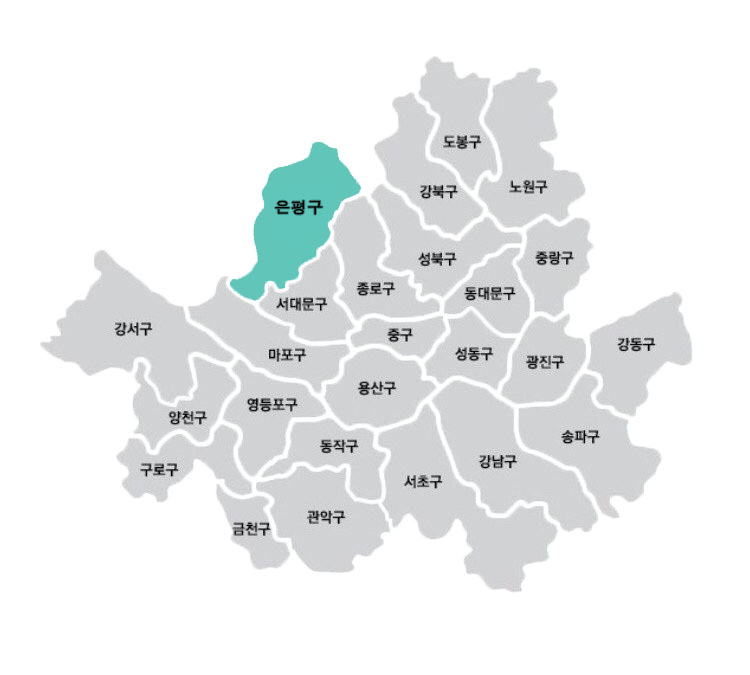 도봉구
노원구
강북구
은평구
성북구
중랑구
종로구
동대문구
서대문구
강서구
중구
강동구
마포구
성동구
광진구
용산구
영등포구
양천구
송파구
동작구
강남구
구로구
서초구
관악구
금천구